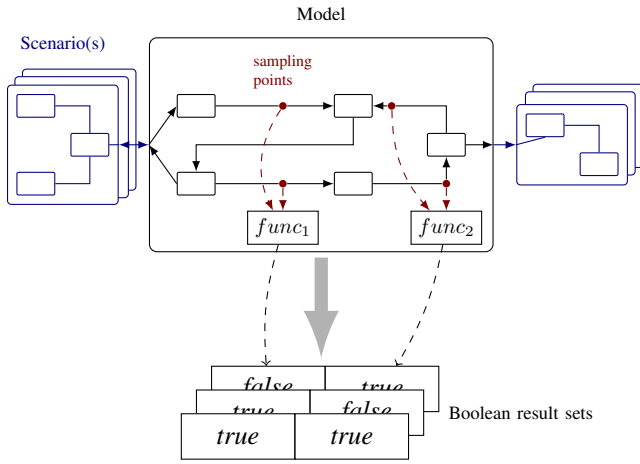 Model
Scenario(s)
sampling
points
func₁
func₂
false
true
true
false
true
true
Boolean result sets